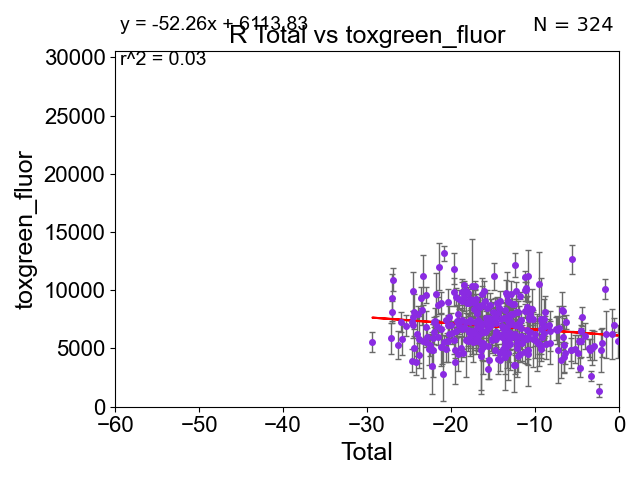 y = -52.26x + 6113.83
N = 324
R Total vs toxgreen_fluor
r^2 = 0.03
30000
25000
20000
15000
10000
5000
0
toxgreen_fluor
−60 −50 −40 −30 −20 −10 0
Total